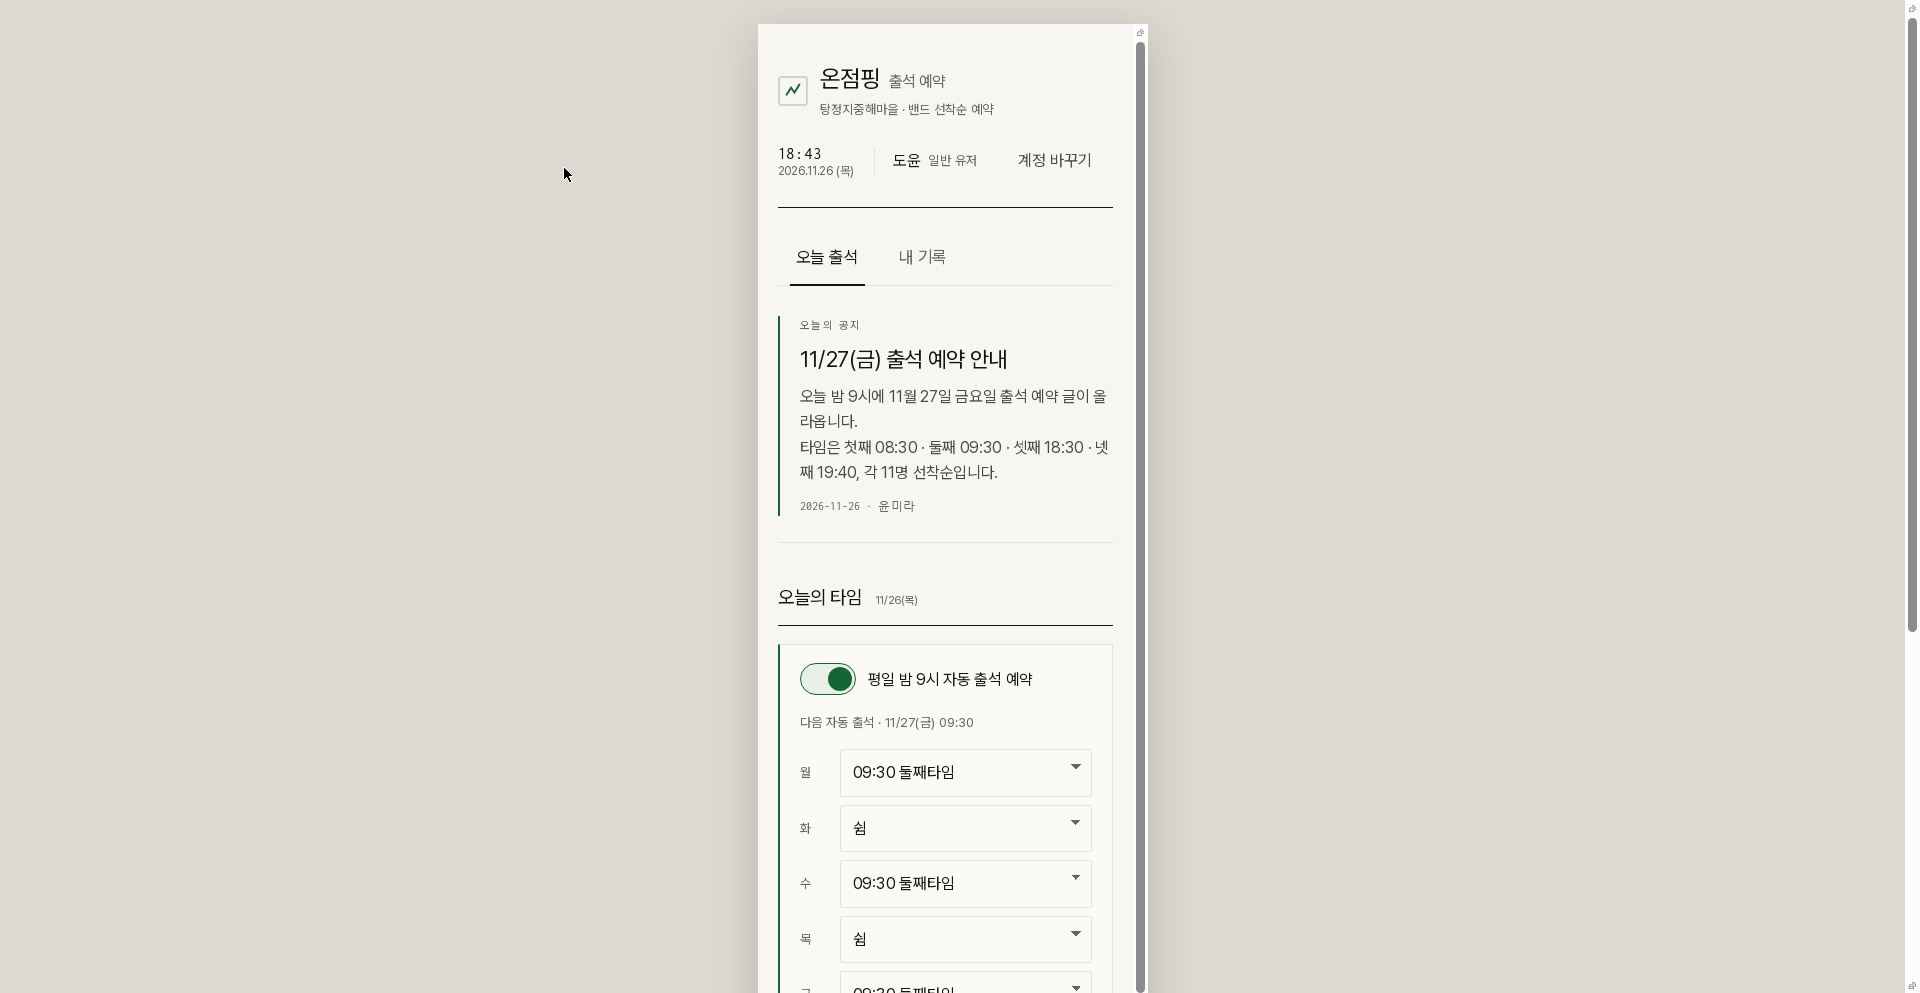 온점핑 출석 예약
탕정지중해마을 · 밴드 선착순 예약
18:43
2026.11.26 (목)
도윤 일반 유저
계정 바꾸기
오늘 출석
내 기록
오늘의 공지
11/27(금) 출석 예약 안내
오늘 밤 9시에 11월 27일 금요일 출석 예약 글이 올
라옵니다.
타임은 첫째 08:30 · 둘째 09:30 · 셋째 18:30 · 넷
째 19:40, 각 11명 선착순입니다.
2026-11-26 · 윤미라
오늘의 타임 11/26(목)
평일 밤 9시 자동 출석 예약
다음 자동 출석 · 11/27(금) 09:30
월 09:30 둘째타임
화 쉼
수 09:30 둘째타임
목 쉼
09:30 둘째타임